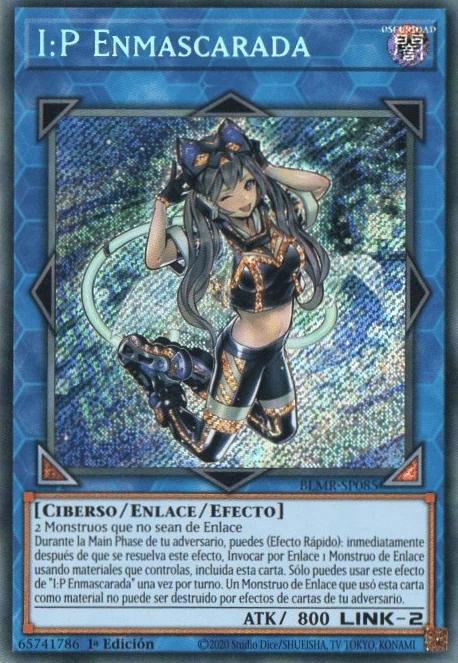 I:P Enmascarada
OSCURIDAD
闇
BLMR-SP085
[Ciberso/Enlace/Efecto]
2 Monstruos que no sean de Enlace
Durante la Main Phase de tu adversario, puedes (Efecto Rápido): inmediatamente
después de que se resuelva este efecto, Invocar por Enlace 1 Monstruo de Enlace
usando materiales que controlas, incluida esta carta. Sólo puedes usar este efecto
de "I:P Enmascarada" una vez por turno. Un Monstruo de Enlace que usó esta carta
como material no puede ser destruido por efectos de cartas de tu adversario.
ATK/ 800 LINK-2
65741786 1ª Edición ©2020 Studio Dice/SHUEISHA, TV TOKYO, KONAMI